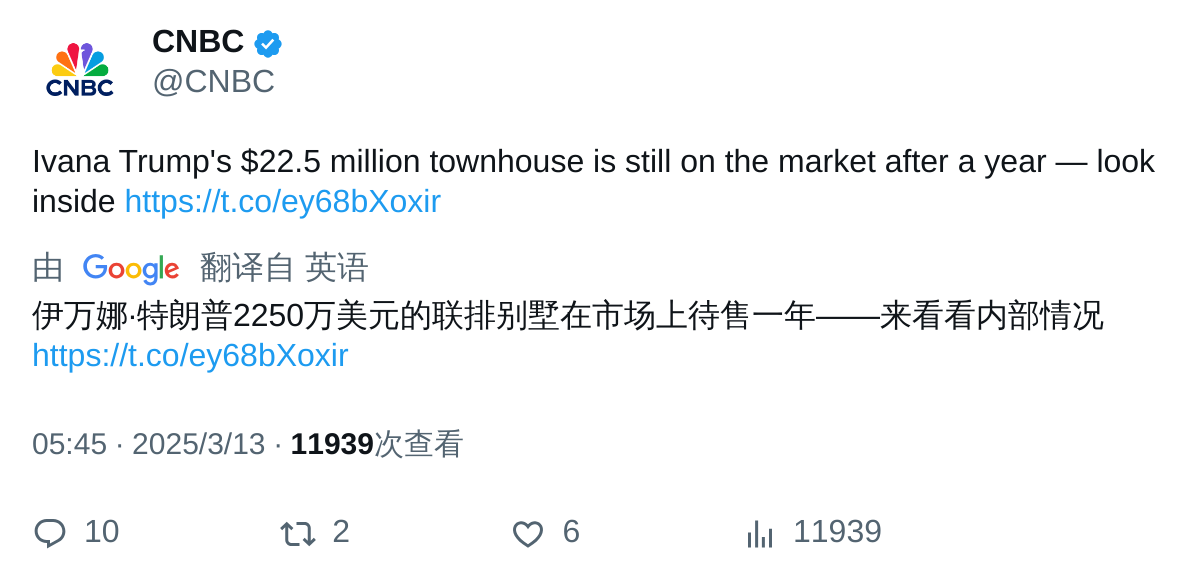 CNBC
CNBC
@CNBC
Ivana Trump's $22.5 million townhouse is still on the market after a year — look
inside https://t.co/ey68bXoxir
由 Google 翻译自 英语
伊万娜·特朗普2250万美元的联排别墅在市场上待售一年——来看看内部情况
https://t.co/ey68bXoxir
05:45 · 2025/3/13 · 11939次查看
10 2 6 11939